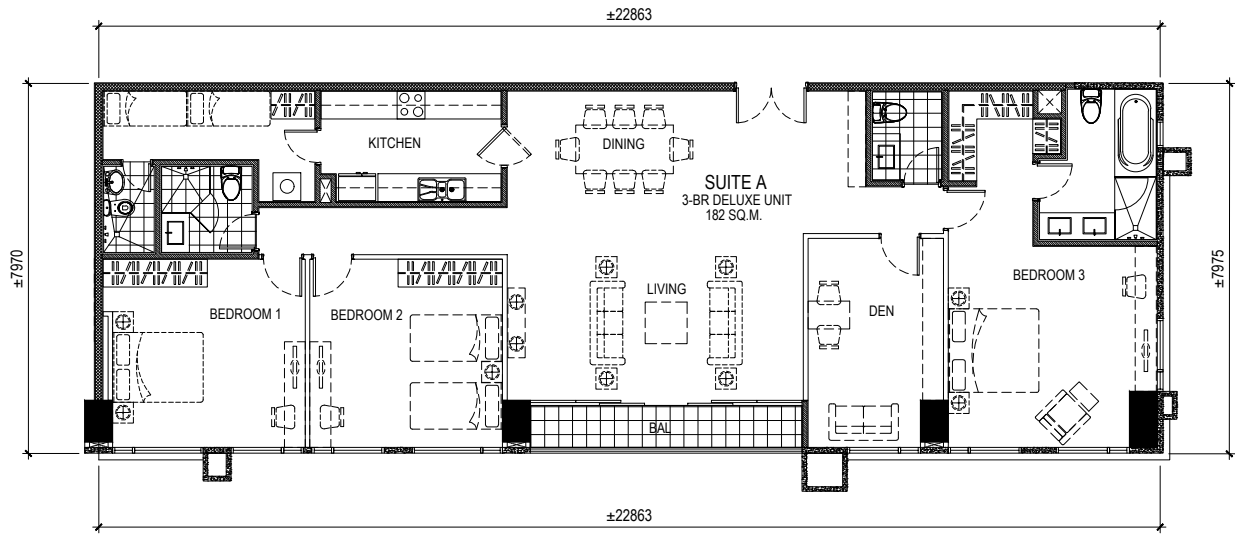 ±22863
KITCHEN
DINING
SUITE A
3-BR DELUXE UNIT
182 SQ.M.
±7970
±7975
BEDROOM 1
BEDROOM 2
LIVING
DEN
BEDROOM 3
BAL
±22863